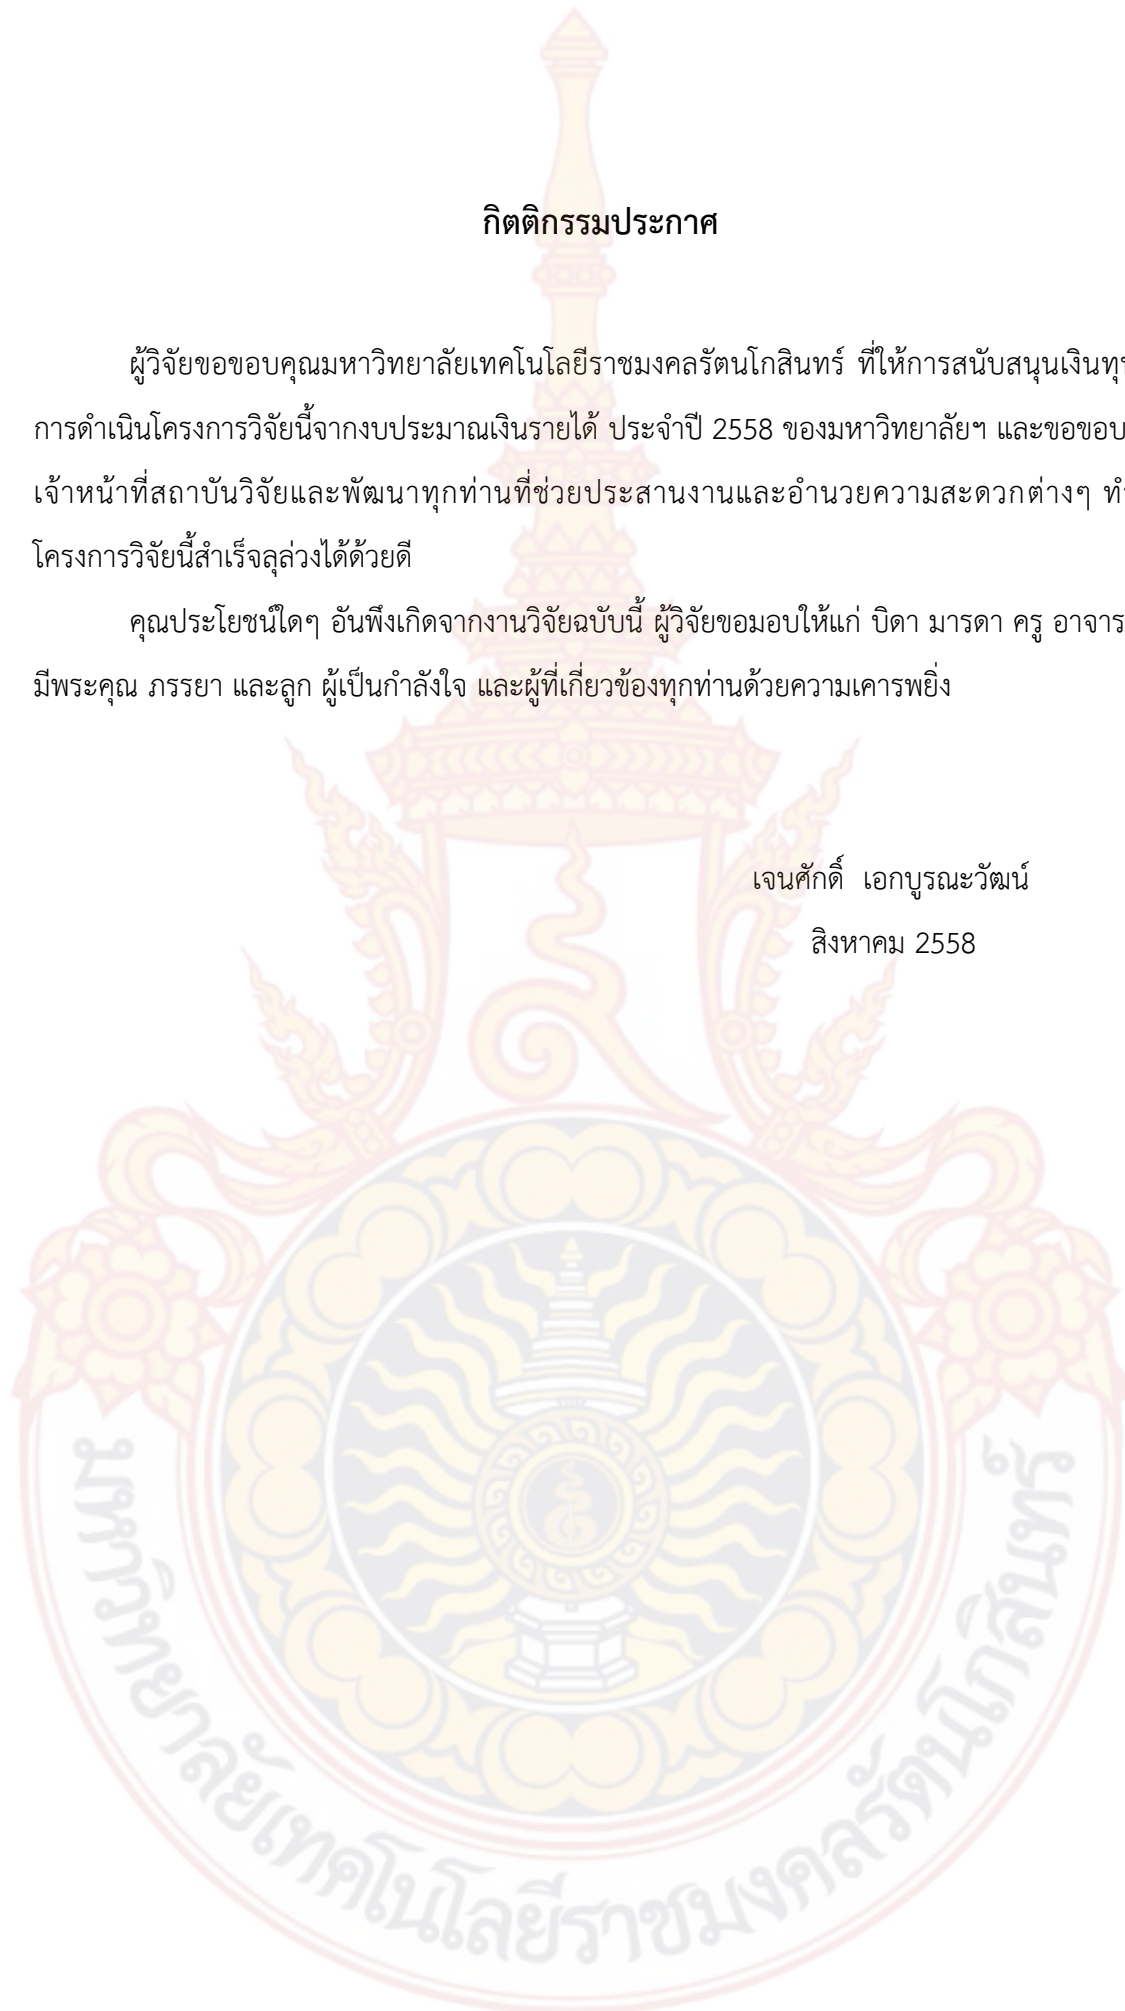 กิตติกรรมประกาศ
ผู้วิจัยขอขอบคุณมหาวิทยาลัยเทคโนโลยีราชมงคลรัตนโกสินทร์ ที่ให้การสนับสนุน
การดำเนินโครงการวิจัยนี้จากงบประมาณเงินรายได้ ประจำปี 2558 ของมหาวิทยาลัยฯ และขอขอบ
เจ้าหน้าที่สถาบันวิจัยและพัฒนาทุกท่านที่ช่วยประสานงานและอำนวยความสะดวกต่างๆ
โครงการวิจัยนี้สำเร็จลุล่วงได้ด้วยดี
คุณประโยชน์ใดๆ อันพึงเกิดจากงานวิจัยฉบับนี้ ผู้วิจัยขอมอบให้แก่ บิดา มารดา ครู อาจาร
มีพระคุณ ภรรยา และลูก ผู้เป็นกำลังใจ และผู้ที่เกี่ยวข้องทุกท่านด้วยความเคารพยิ่ง
เจนศักดิ์ เอกบูรณะวัฒน์
สิงหาคม 2558
มหาวิทยาลัยเทคโนโลยีราชมงคลรัตนโกสินทร์